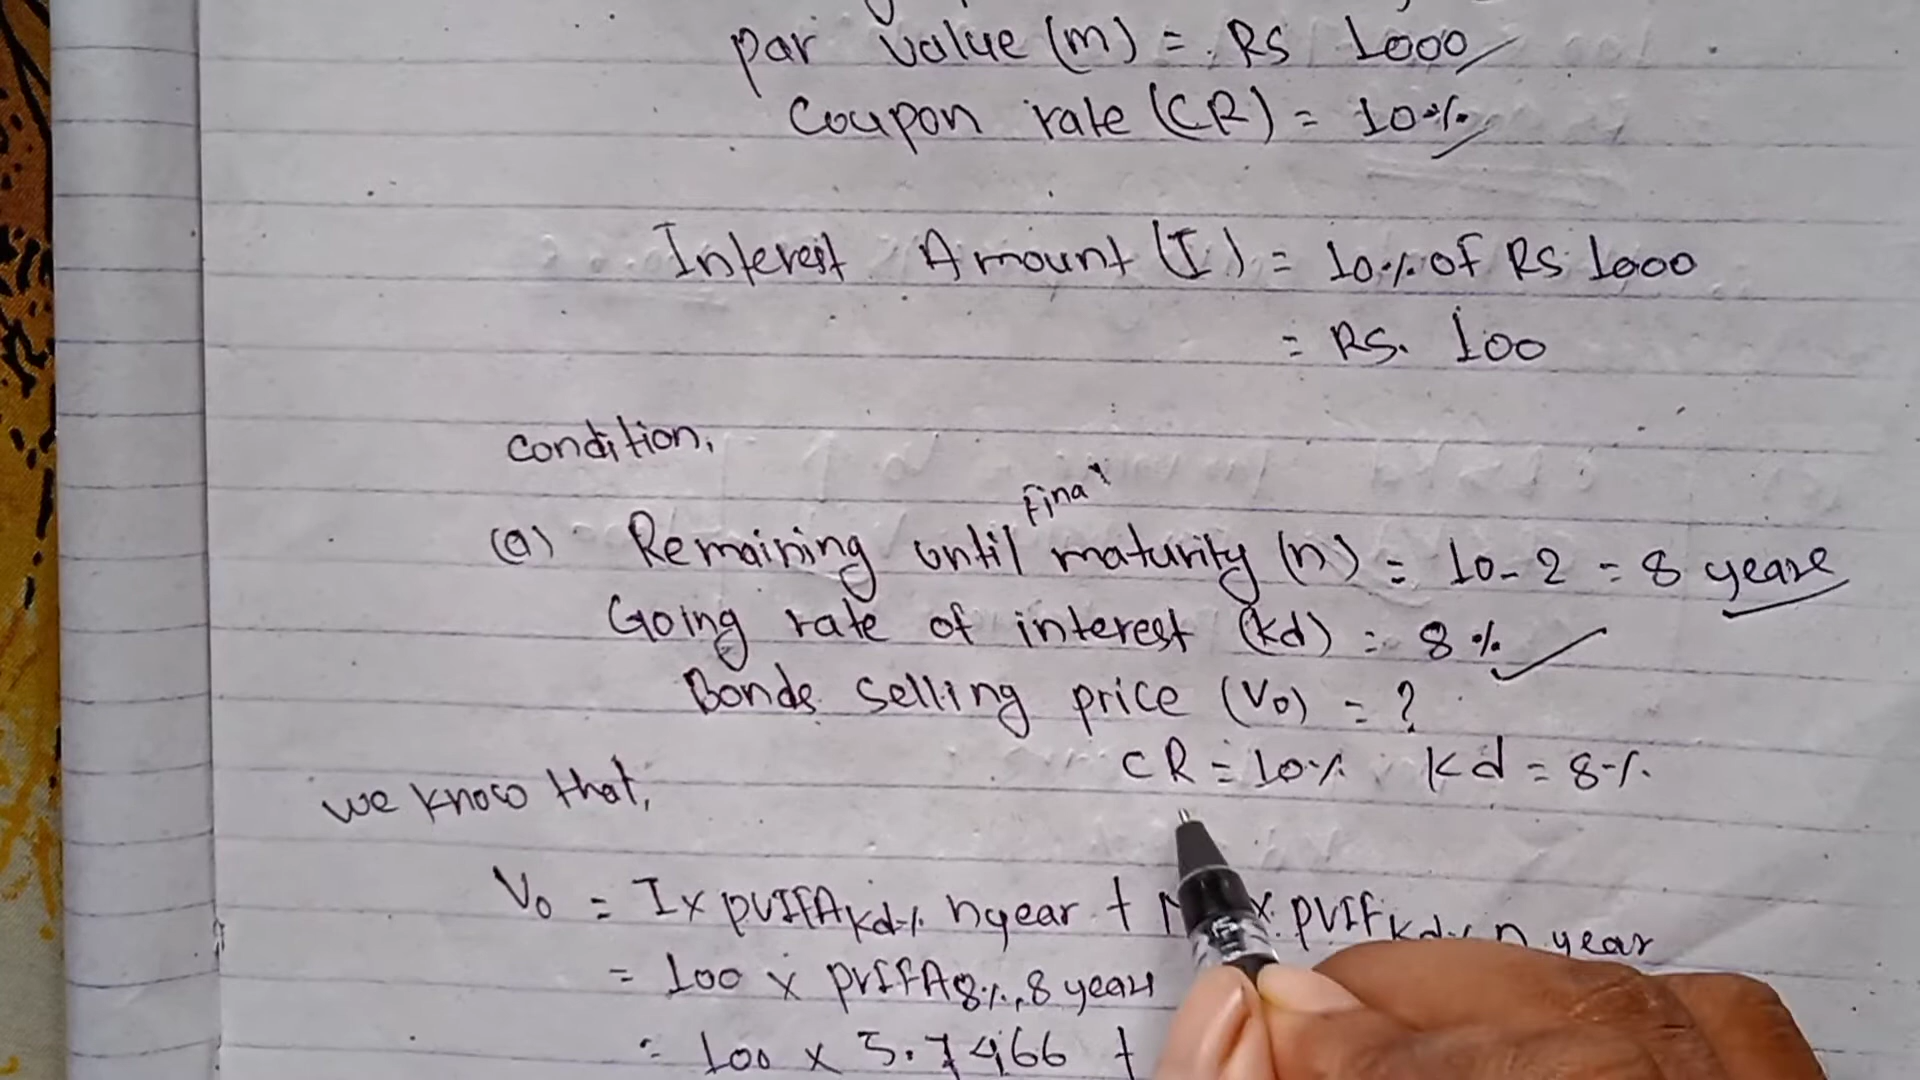 par value (m) = Rs 1000
Coupon rate (CR) = 10%
Interest Amount (I) = 10% of Rs 1000
= Rs. 100
condition,
Final
(a) Remaining until maturity (n) = 10-2 = 8 years
Going rate of interest (kd) = 8%
Bonds selling price (Vo) = ?
CR = 10% Kd = 8%
we know that,
Vo = I x PVIFA kd% n year + x PVIF kd% n year
= 100 x PVIFA 8%, 8 year
= 100 x 5.7466 +